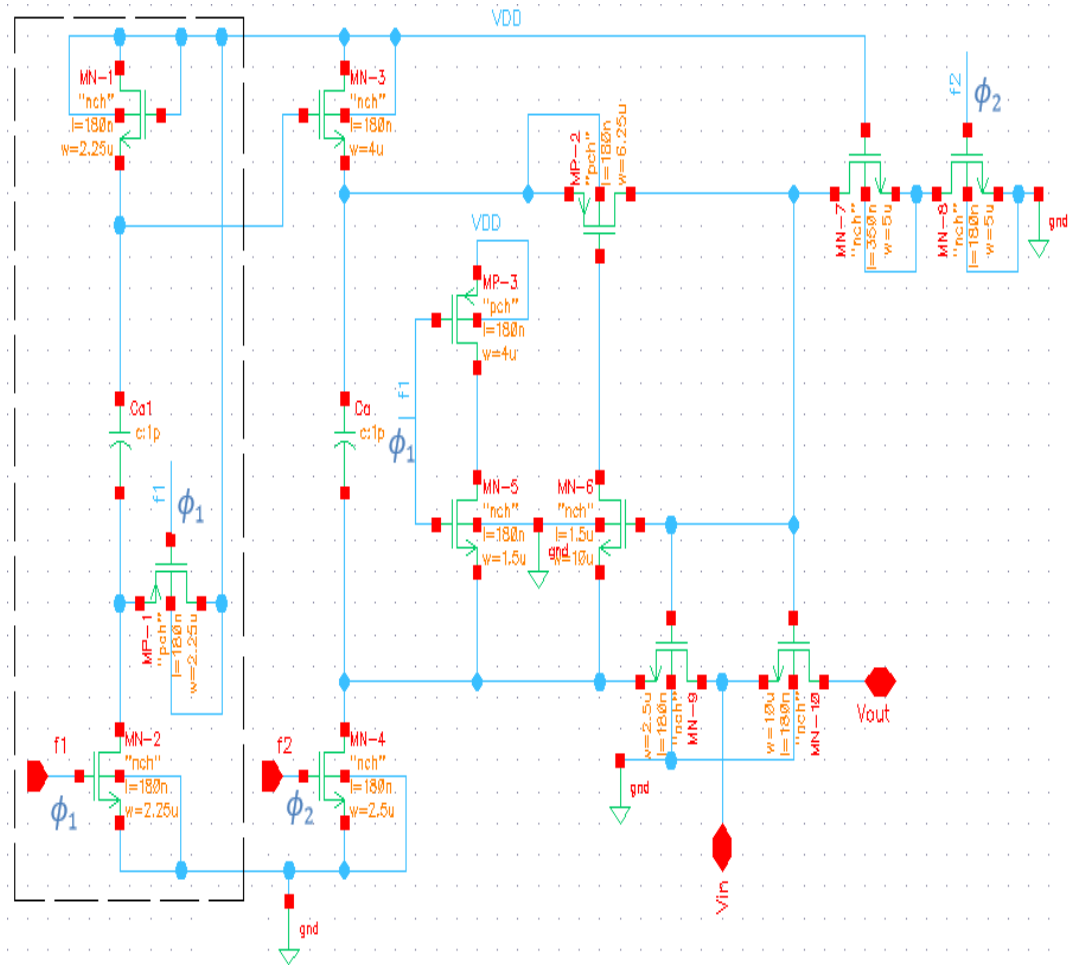 VDD
MN-1
"nch"
l=180n
w=2.25u
MN-3
"nch"
l=180n
w=4u
MP-2
"pch"
l=180n
w=6.25u
f2
ϕ2
MN-7
"nch"
l=350n
w=5u
MN-8
"nch"
l=180n
w=5u
gnd
VDD
MP-3
"pch"
l=180n
w=4u
f1
ϕ1
Ca1
c:1p
Ca
c:1p
f1
ϕ1
MN-5
"nch"
l=180n
w=1.5u
MN-6
"nch"
l=1.5u
w=10u
gnd
MP-1
"pch"
l=180n
w=2.25u
w=2.5u
l=180n
"nch"
MN-9
w=10u
l=180n
"nch"
MN-10
Vout
f1
ϕ1
MN-2
"nch"
l=180n
w=2.25u
f2
ϕ2
MN-4
"nch"
l=180n
w=2.5u
gnd
Vin
gnd